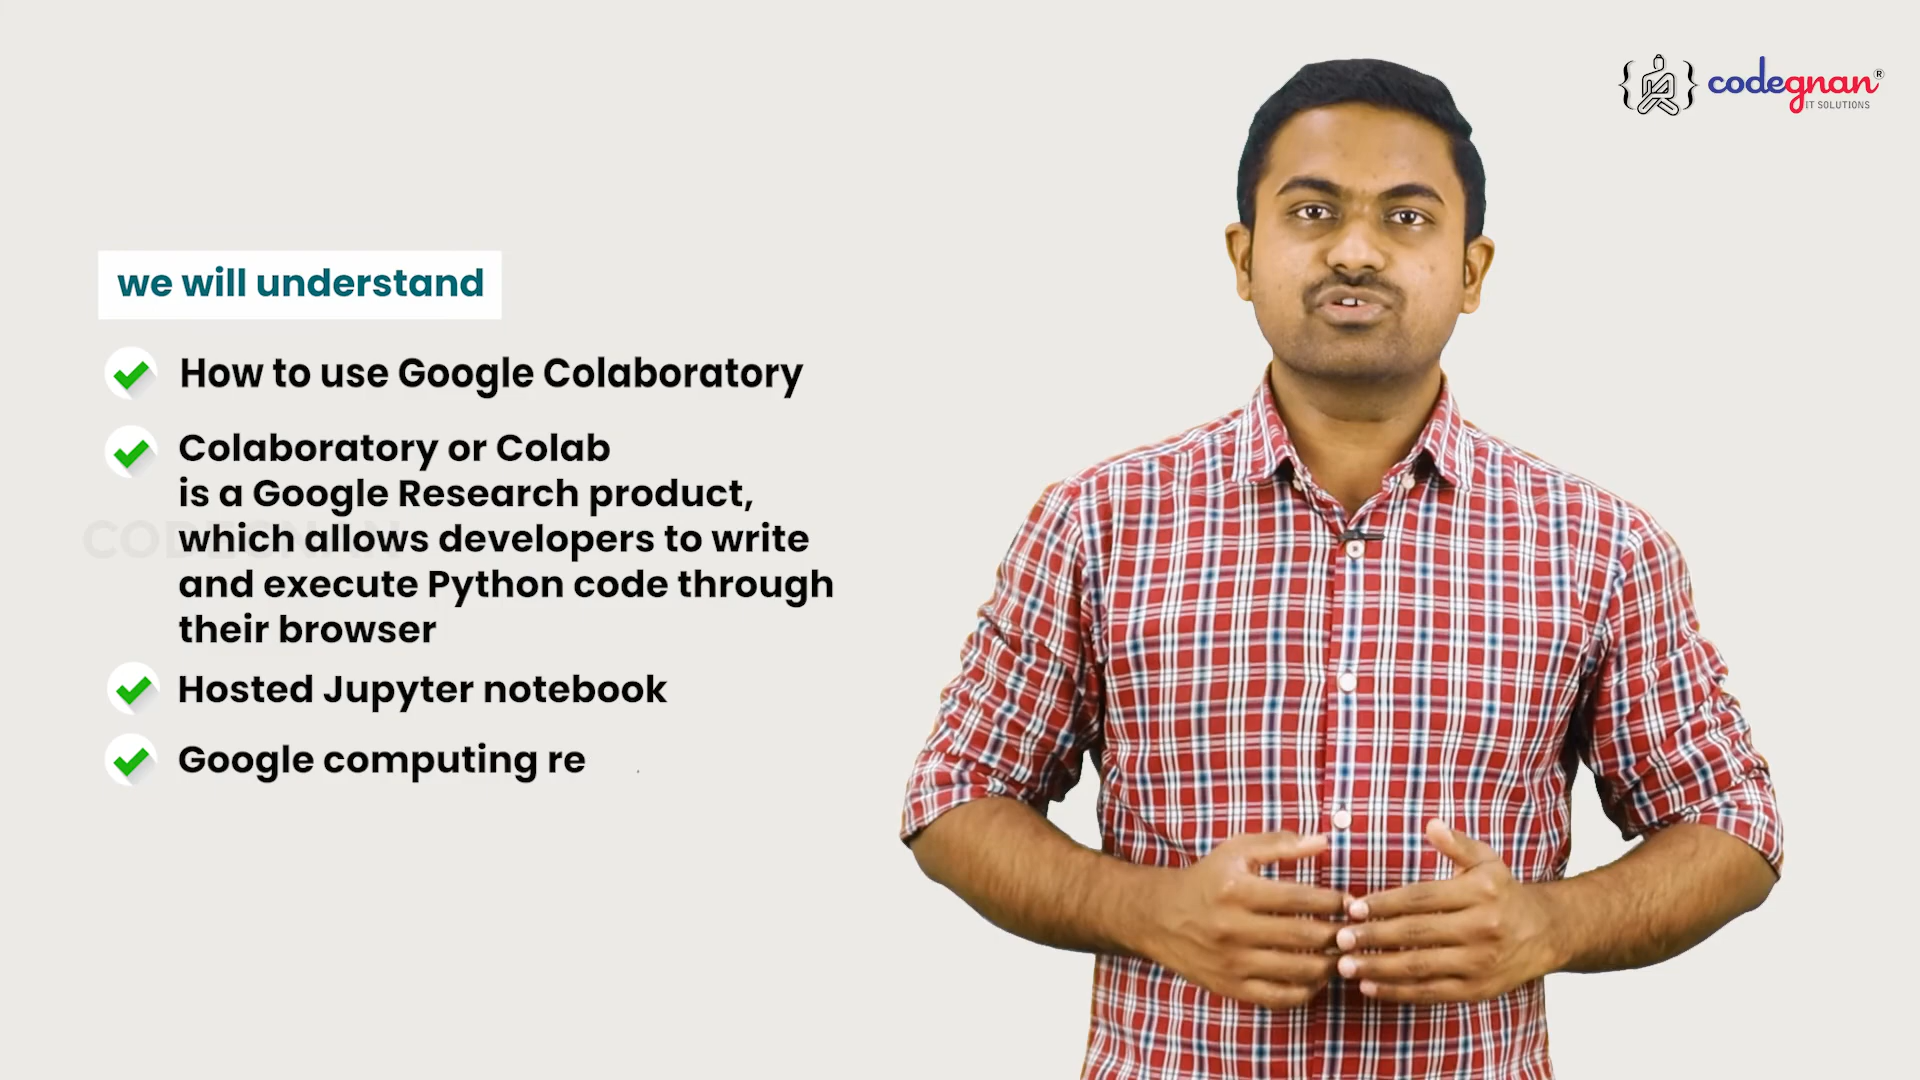 codegnan®
IT SOLUTIONS
we will understand
How to use Google Colaboratory
Colaboratory or Colab
is a Google Research product,
which allows developers to write
and execute Python code through
their browser
Hosted Jupyter notebook
Google computing re
CODEGNAN